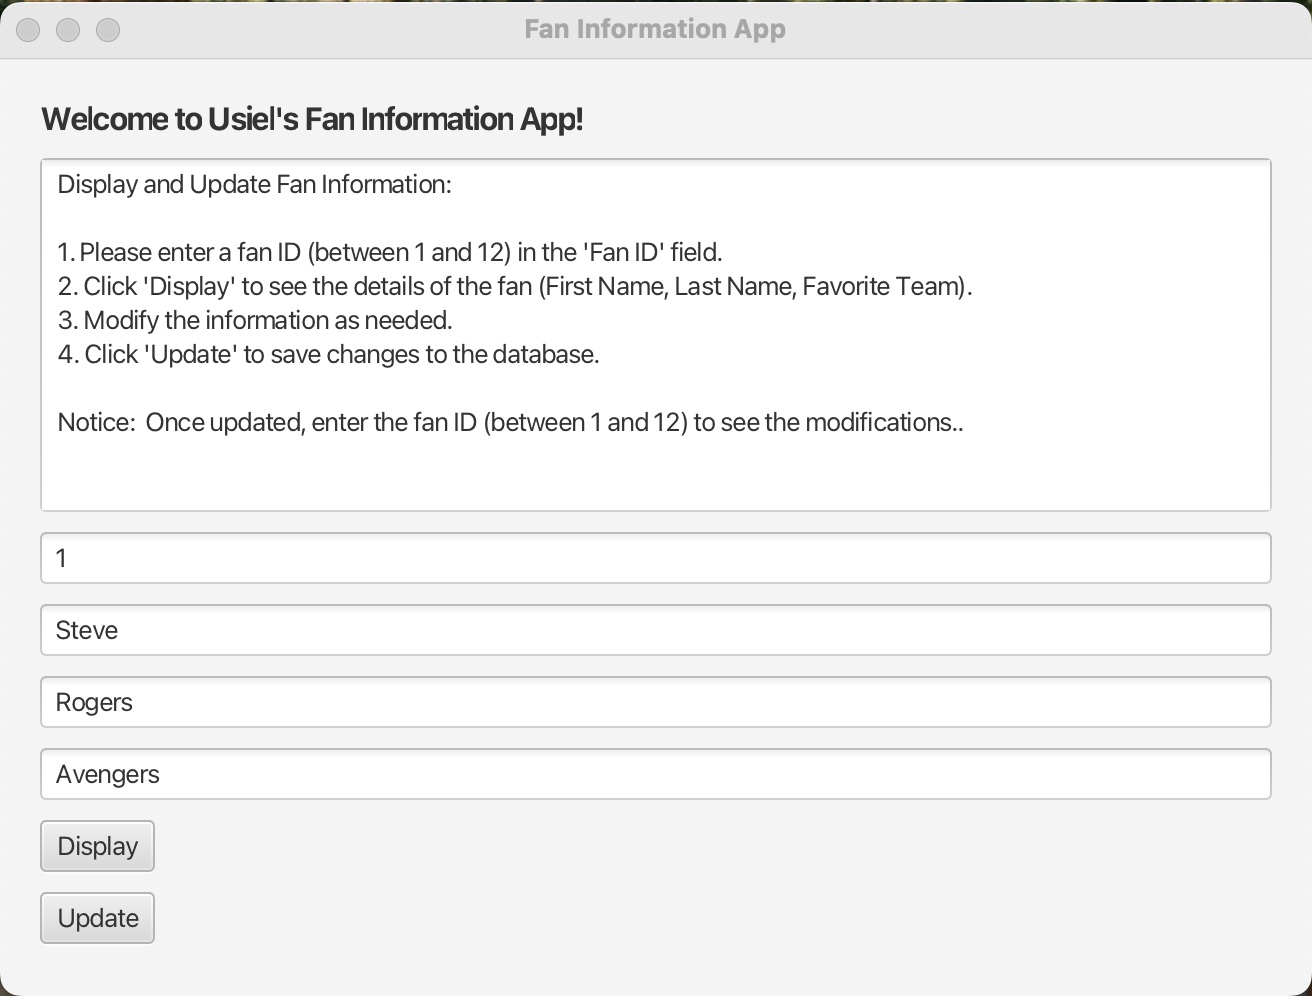 Fan Information App
Welcome to Usiel's Fan Information App!
Display and Update Fan Information:
1. Please enter a fan ID (between 1 and 12) in the 'Fan ID' field.
2. Click 'Display' to see the details of the fan (First Name, Last Name, Favorite Team).
3. Modify the information as needed.
4. Click 'Update' to save changes to the database.
Notice:  Once updated, enter the fan ID (between 1 and 12) to see the modifications..
1
Steve
Rogers
Avengers
Display
Update